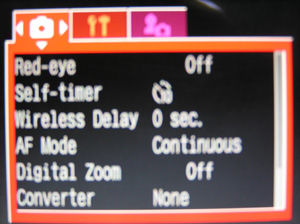 Red-eye Off
Self-timer
Wireless Delay 0 sec.
AF Mode Continuous
Digital Zoom Off
Converter None